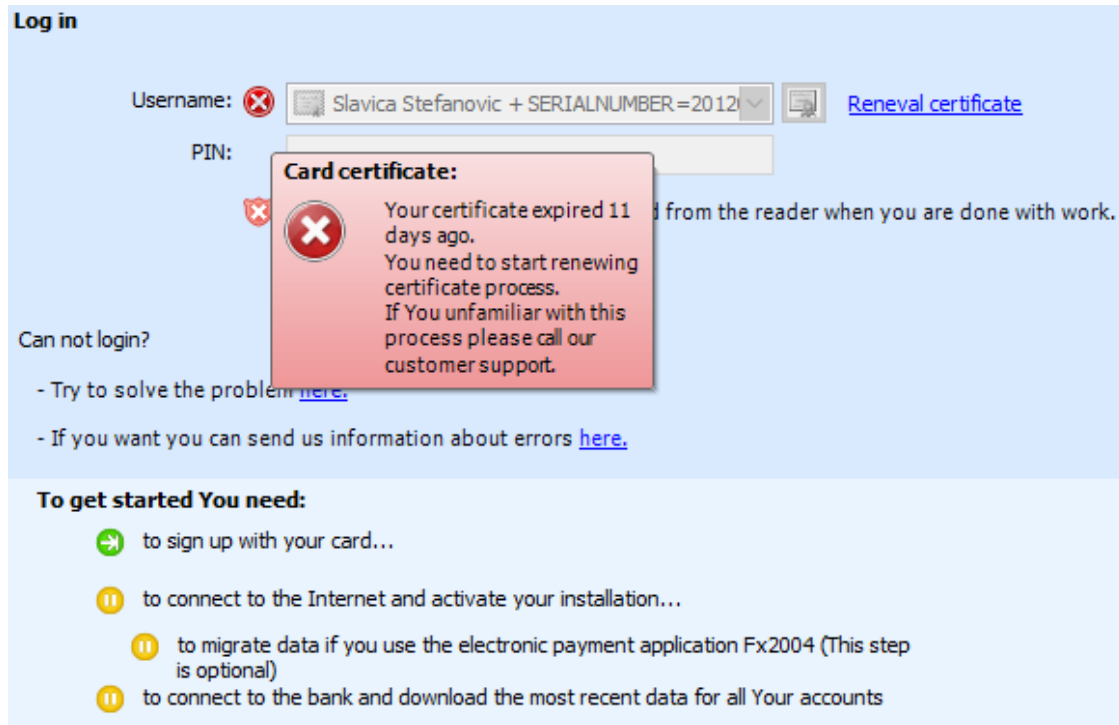 Log in
Username: Slavica Stefanovic + SERIALNUMBER=2012 Reneval certificate
PIN:
Card certificate:
Your certificate expired 11
days ago.
You need to start renewing
certificate process.
If You unfamiliar with this
process please call our
customer support.
from the reader when you are done with work.
Can not login?
- Try to solve the problem here.
- If you want you can send us information about errors here.
To get started You need:
to sign up with your card...
to connect to the Internet and activate your installation...
to migrate data if you use the electronic payment application Fx2004 (This step
is optional)
to connect to the bank and download the most recent data for all Your accounts